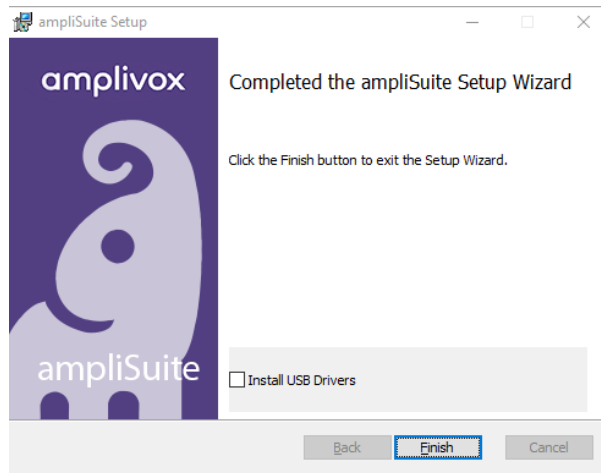 ampliSuite Setup
amplivox
Completed the ampliSuite Setup Wizard
Click the Finish button to exit the Setup Wizard.
ampliSuite
Install USB Drivers
Back
Finish
Cancel